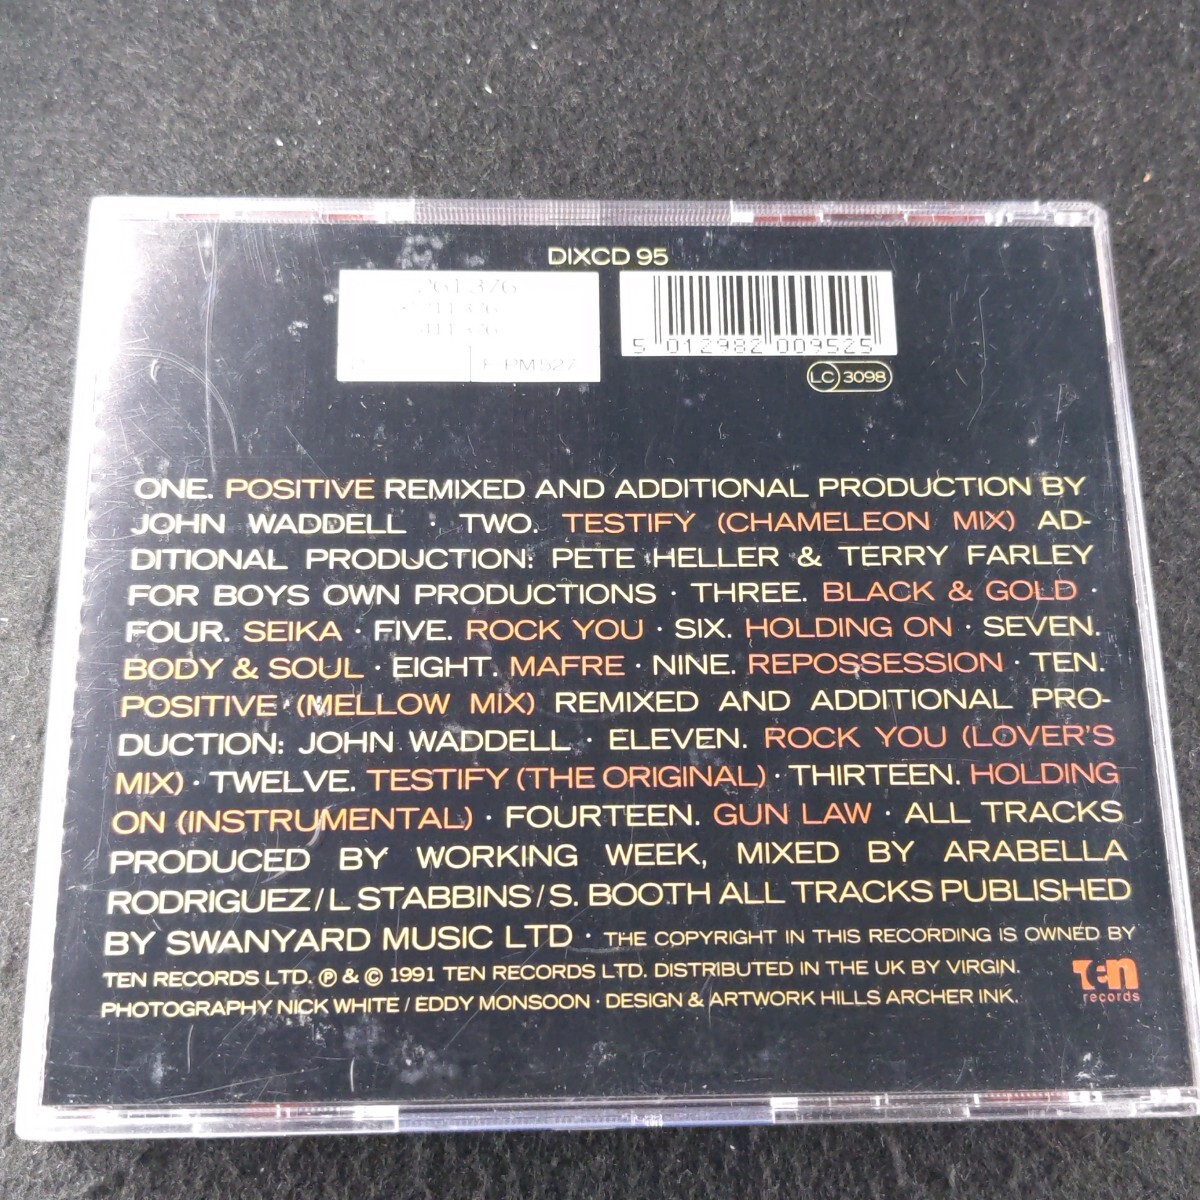 DIXCD 95
261 376
411 376
PM 527
5 012982 009525
LC 3098
ONE. POSITIVE REMIXED AND ADDITIONAL PRODUCTION BY
JOHN WADDELL · TWO. TESTIFY (CHAMELEON MIX) AD-
DITIONAL PRODUCTION: PETE HELLER & TERRY FARLEY
FOR BOYS OWN PRODUCTIONS · THREE. BLACK & GOLD ·
FOUR. SEIKA · FIVE. ROCK YOU · SIX. HOLDING ON · SEVEN.
BODY & SOUL · EIGHT. MAFRE · NINE. REPOSSESSION · TEN.
POSITIVE (MELLOW MIX) REMIXED AND ADDITIONAL PRO-
DUCTION: JOHN WADDELL · ELEVEN. ROCK YOU (LOVER'S
MIX) · TWELVE. TESTIFY (THE ORIGINAL) · THIRTEEN. HOLDING
ON (INSTRUMENTAL) · FOURTEEN. GUN LAW · ALL TRACKS
PRODUCED BY WORKING WEEK, MIXED BY ARABELLA
RODRIGUEZ/L STABBINS/S. BOOTH ALL TRACKS PUBLISHED
BY SWANYARD MUSIC LTD · THE COPYRIGHT IN THIS RECORDING IS OWNED BY
TEN RECORDS LTD. ℗ & © 1991 TEN RECORDS LTD. DISTRIBUTED IN THE UK BY VIRGIN.
PHOTOGRAPHY NICK WHITE / EDDY MONSOON · DESIGN & ARTWORK HILLS ARCHER INK.
Ten
records